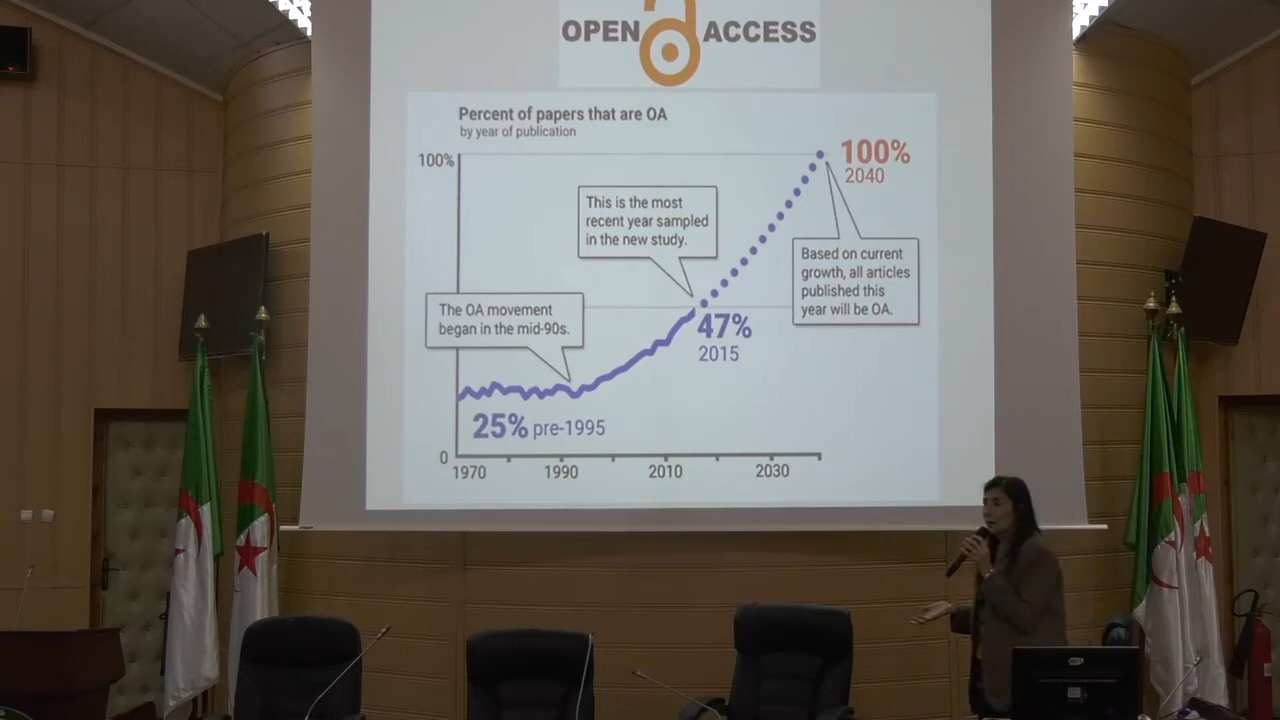 OPEN ACCESS
Percent of papers that are OA
by year of publication
100%
100%
2040
This is the most
recent year sampled
in the new study.
Based on current
growth, all articles
published this
year will be OA.
The OA movement
began in the mid-90s.
47%
2015
25% pre-1995
0
1970
1990
2010
2030